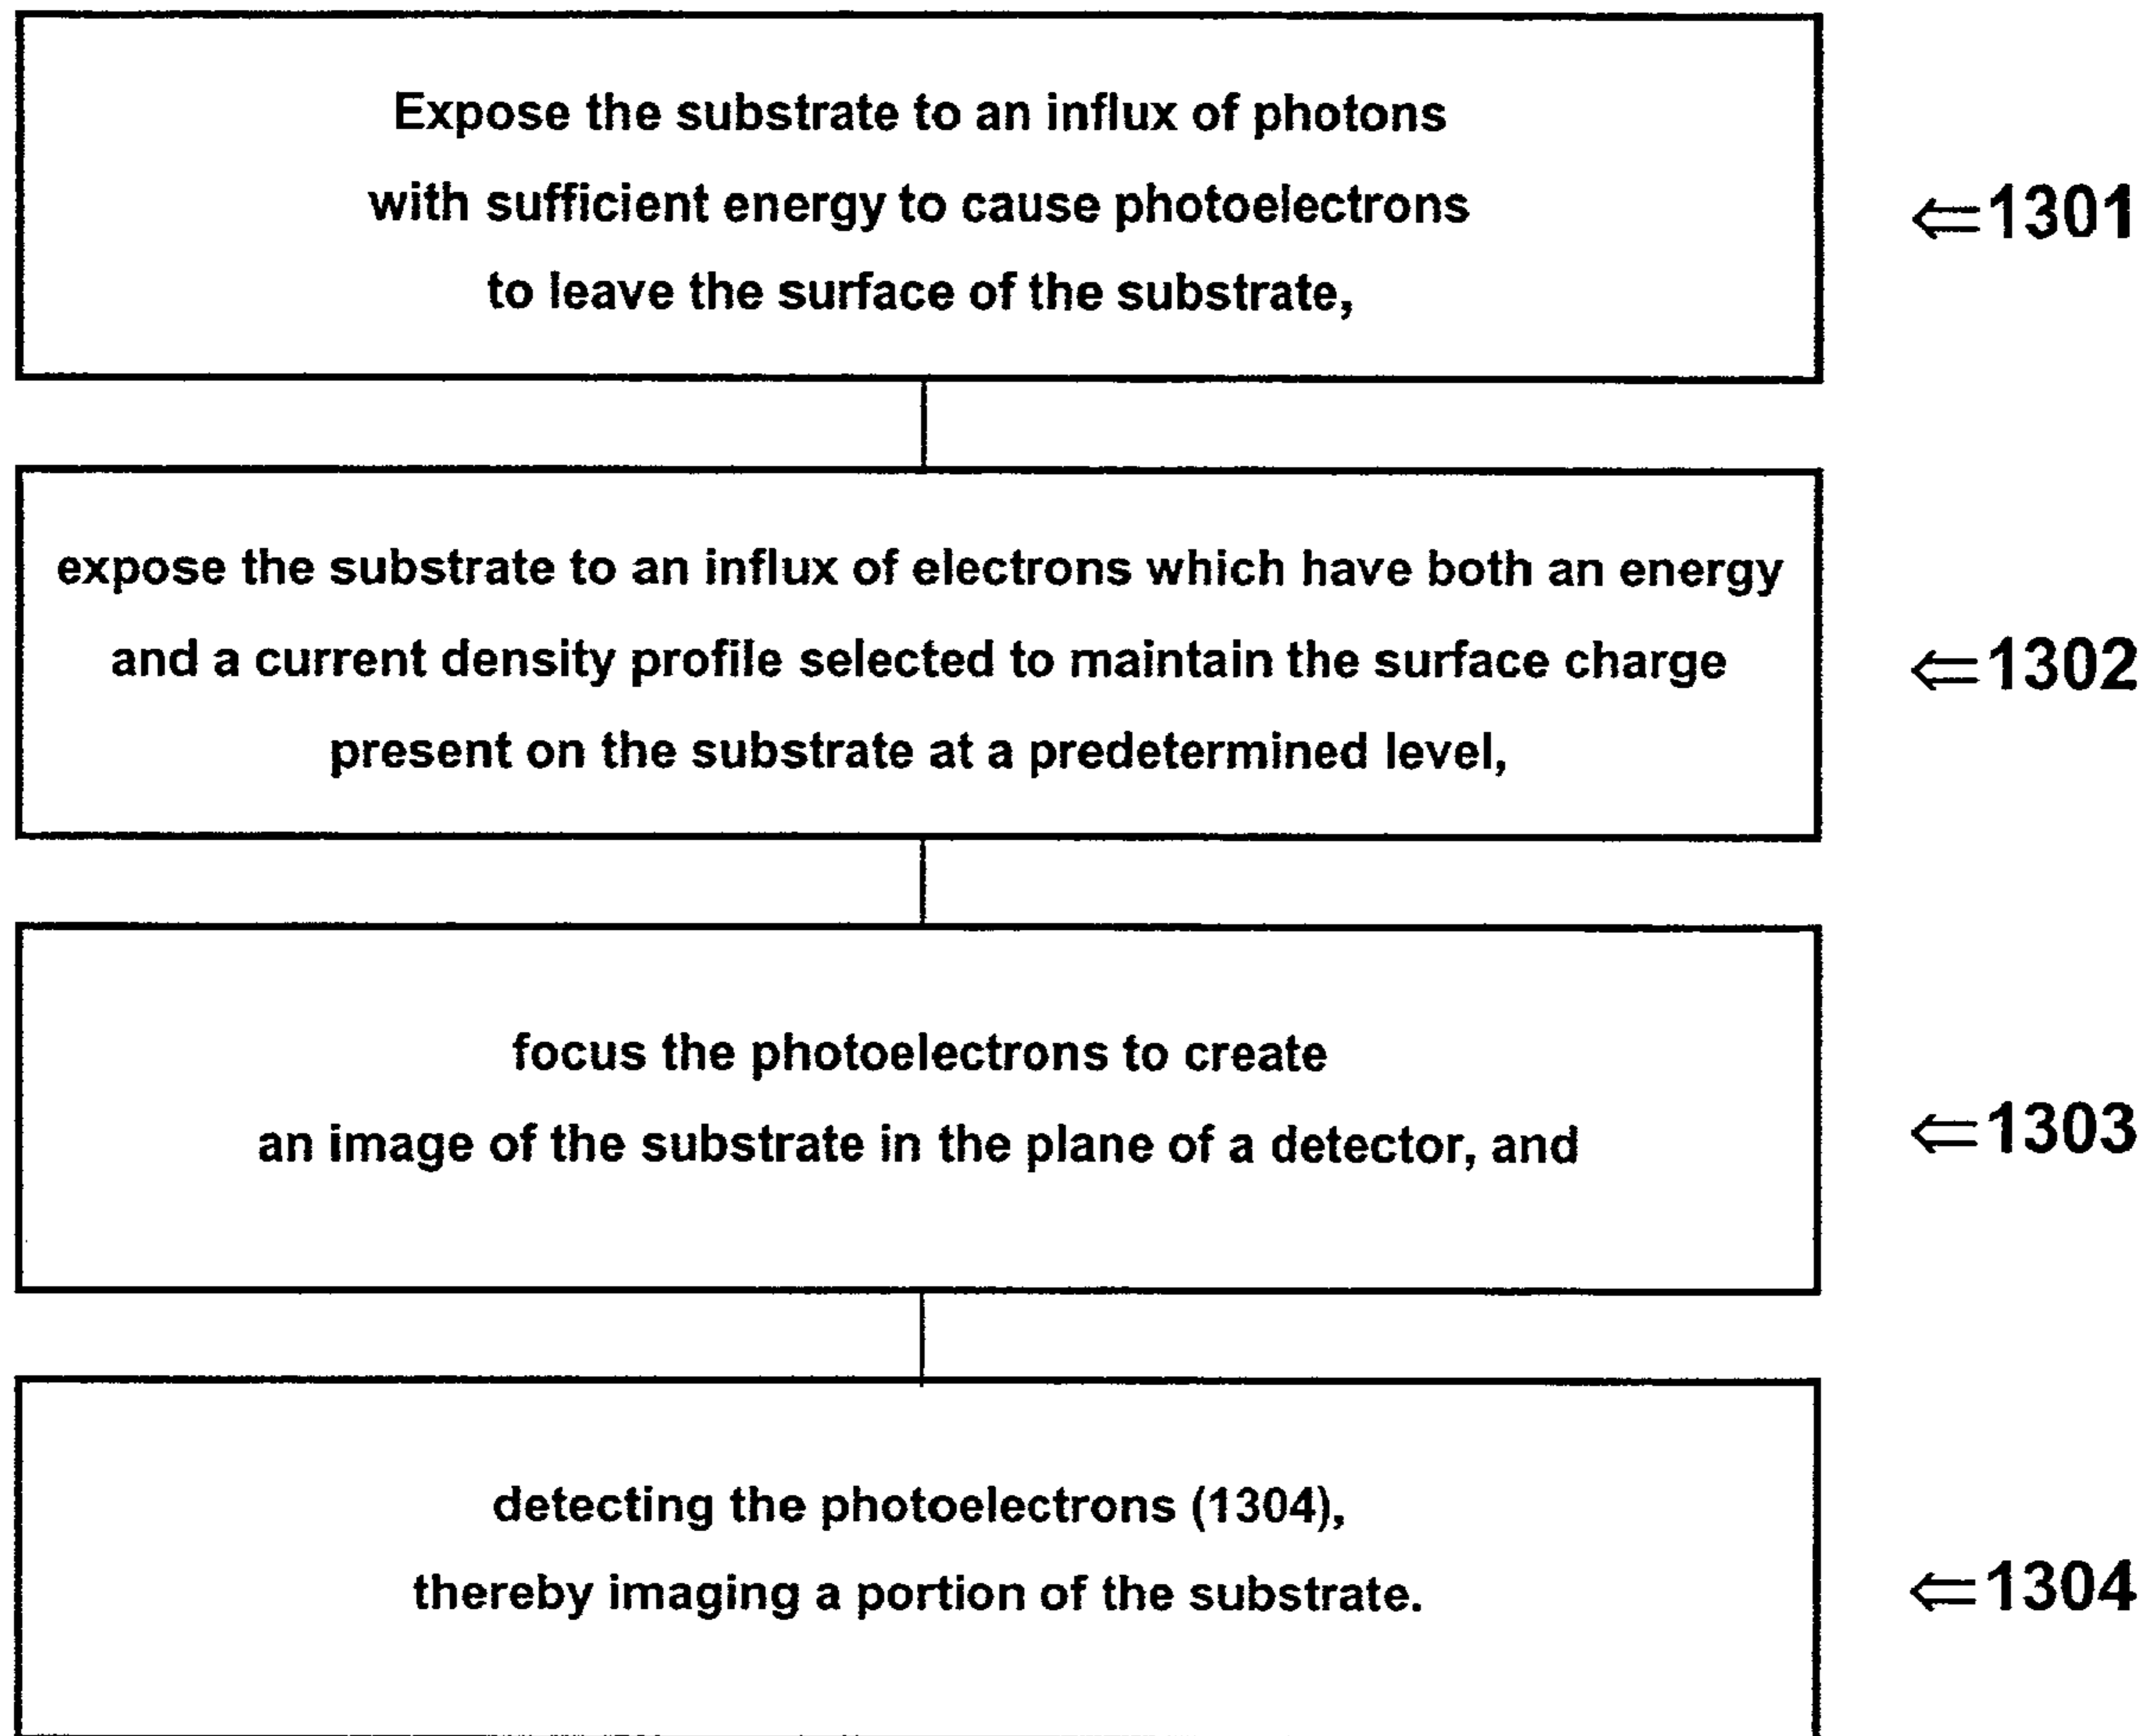 Expose the substrate to an influx of photons
with sufficient energy to cause photoelectrons
to leave the surface of the substrate,
⇐1301
expose the substrate to an influx of electrons which have both an energy
and a current density profile selected to maintain the surface charge
present on the substrate at a predetermined level,
⇐1302
focus the photoelectrons to create
an image of the substrate in the plane of a detector, and
⇐1303
detecting the photoelectrons (1304),
thereby imaging a portion of the substrate.
⇐1304